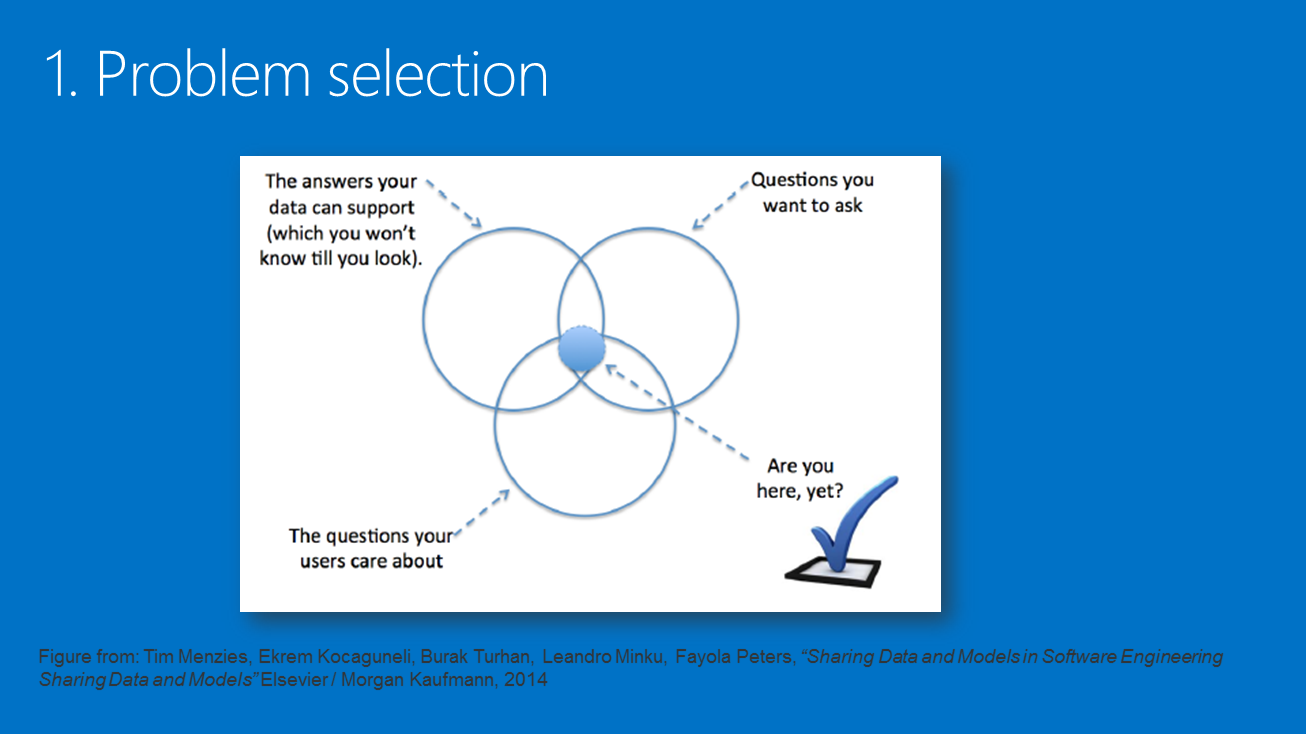 1. Problem selection
The answers your
data can support
(which you won't
know till you look).
Questions you
want to ask
Are you
here, yet?
The questions your
users care about
Figure from: Tim Menzies, Ekrem Kocaguneli, Burak Turhan, Leandro Minku, Fayola Peters, “Sharing Data and Models in Software Engineering
Sharing Data and Models” Elsevier / Morgan Kaufmann, 2014